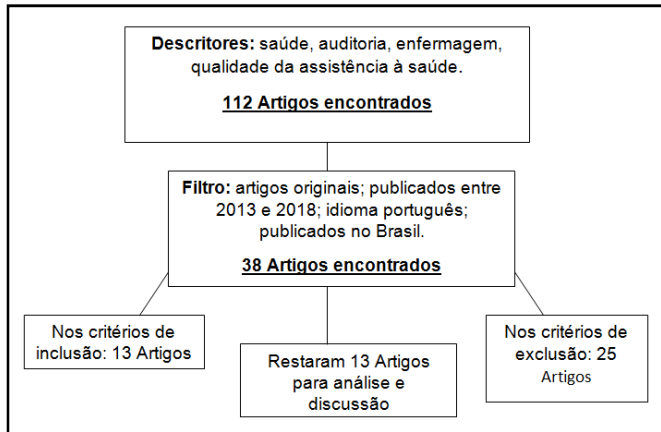 Descritores: saúde, auditoria, enfermagem,
qualidade da assistência à saúde.
112 Artigos encontrados
Filtro: artigos originais; publicados entre
2013 e 2018; idioma português;
publicados no Brasil.
38 Artigos encontrados
Nos critérios de
inclusão: 13 Artigos
Restaram 13 Artigos
para análise e
discussão
Nos critérios de
exclusão: 25
Artigos